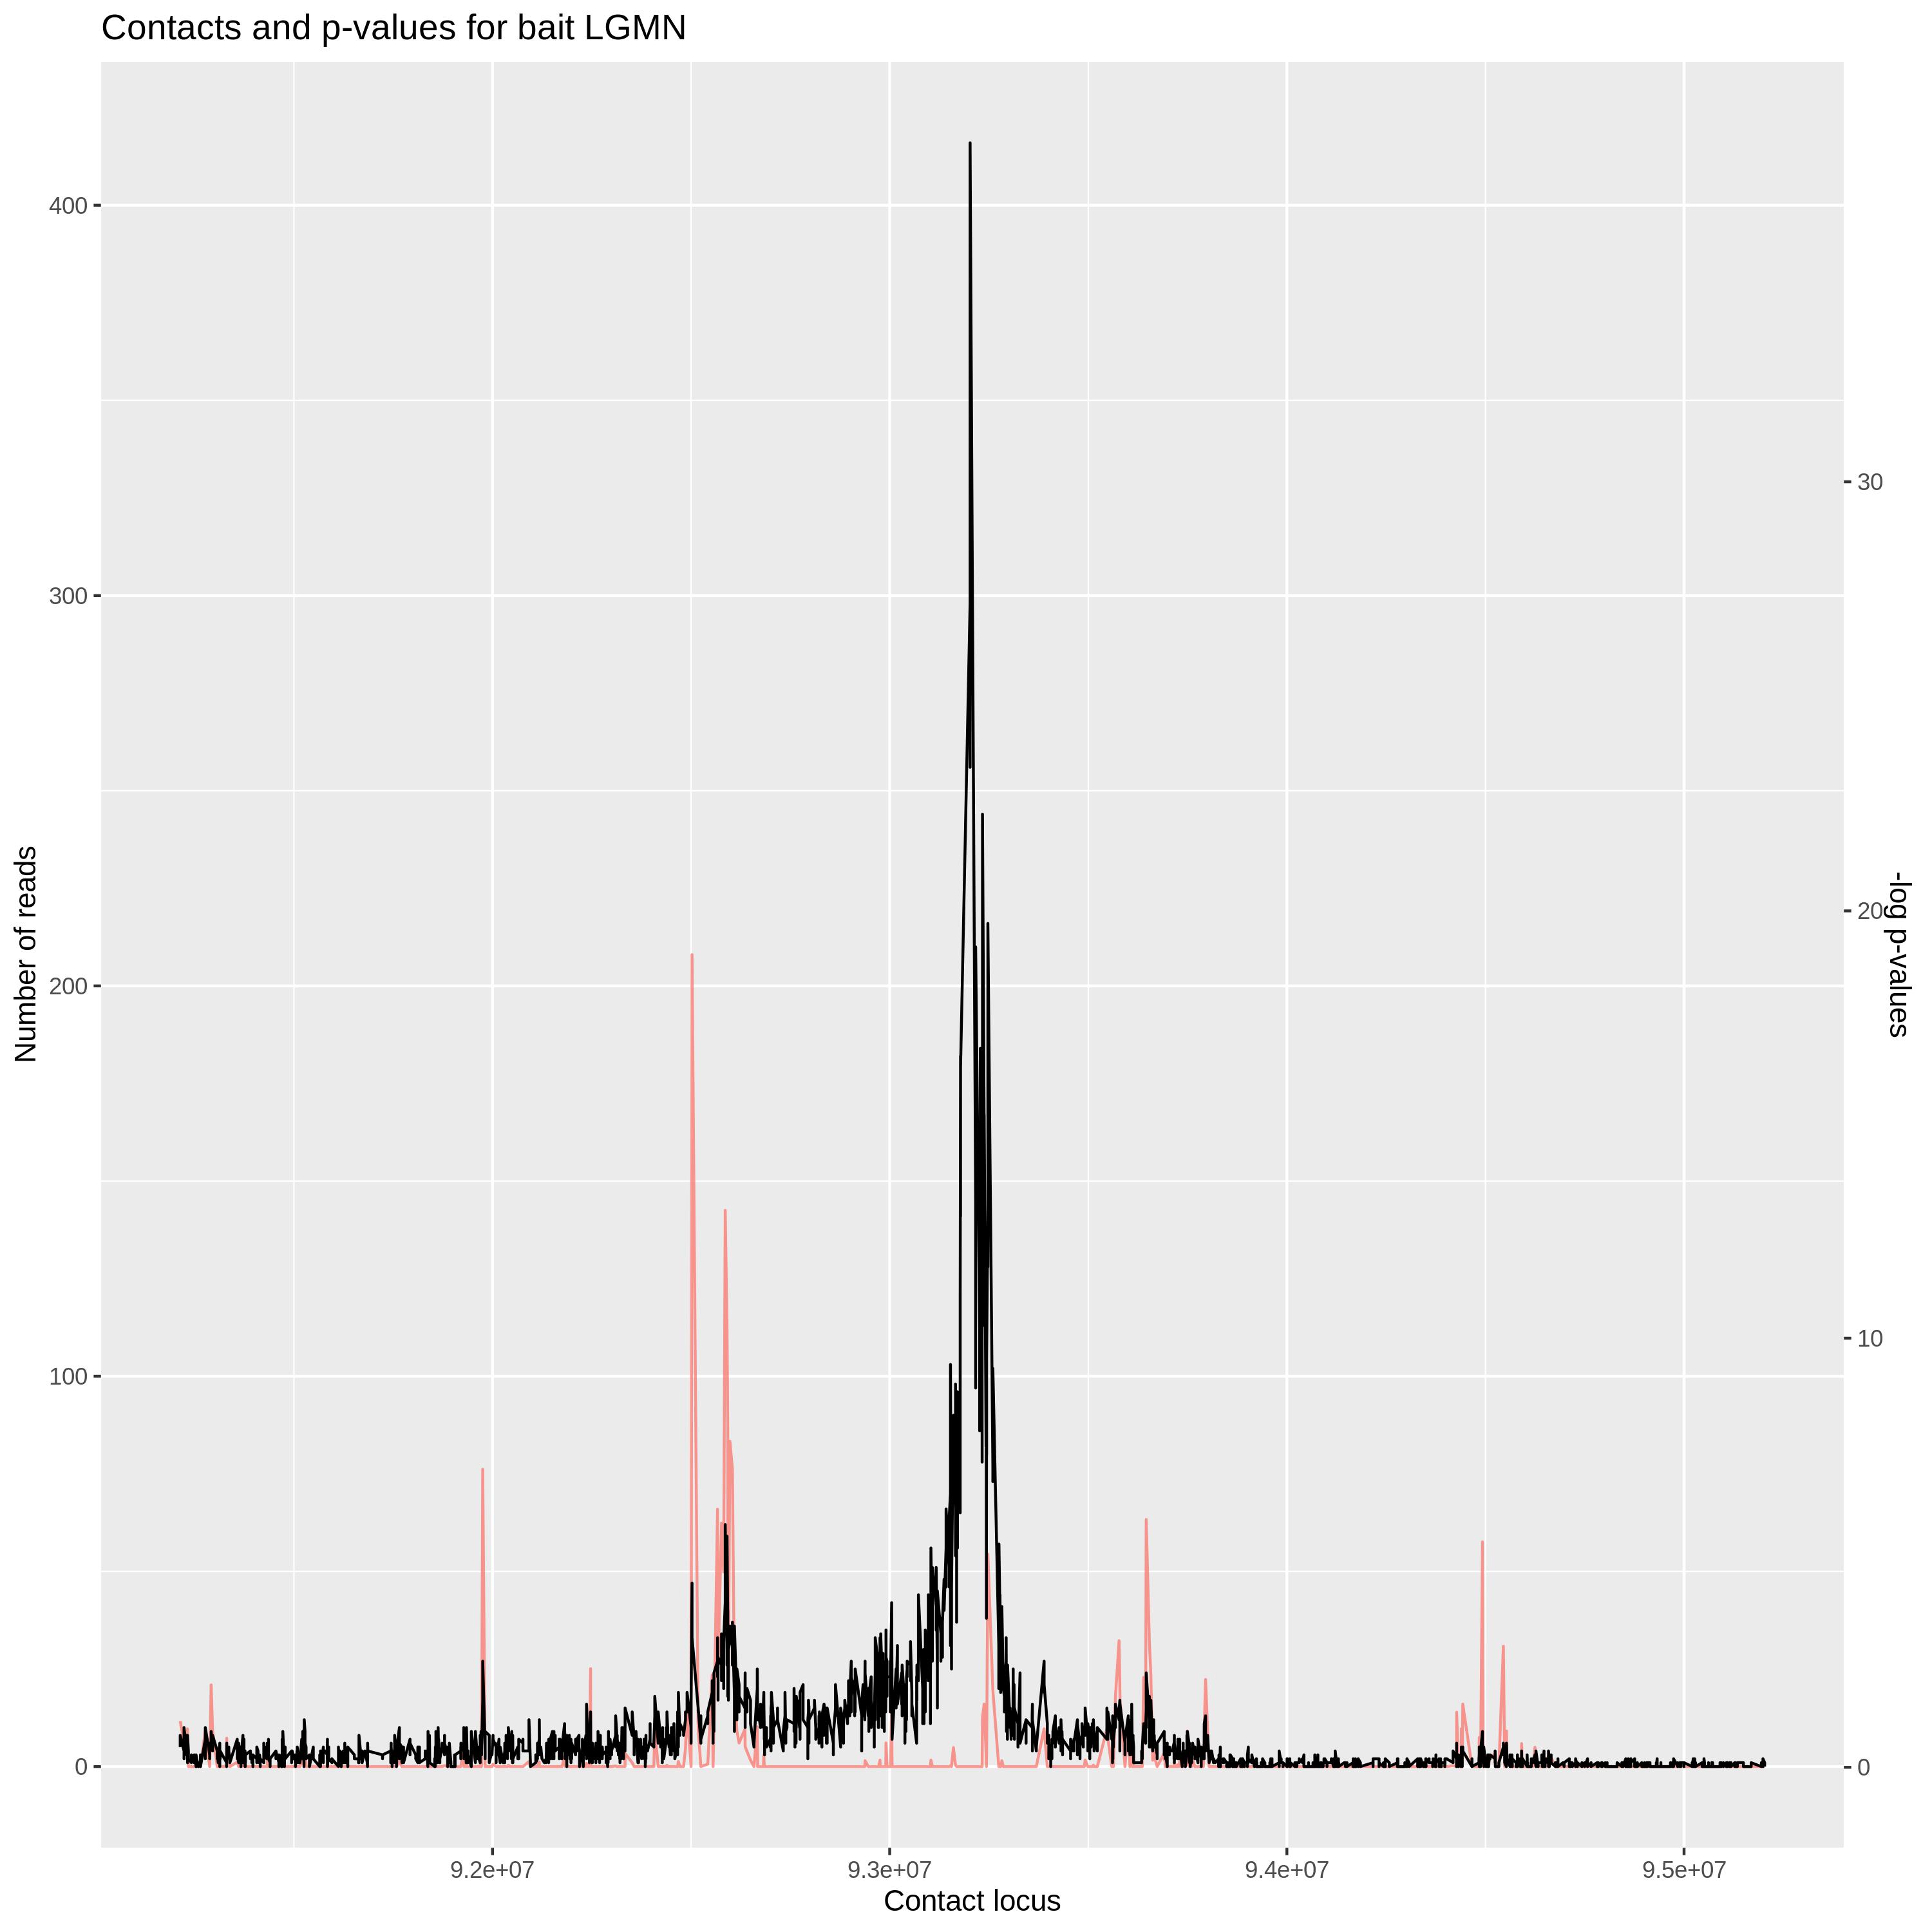 Contacts and p-values for bait LGMN
Number of reads
400
300
200
100
0
30
20
10
0
-log p-values
9.2e+07
9.3e+07
9.4e+07
9.5e+07
Contact locus